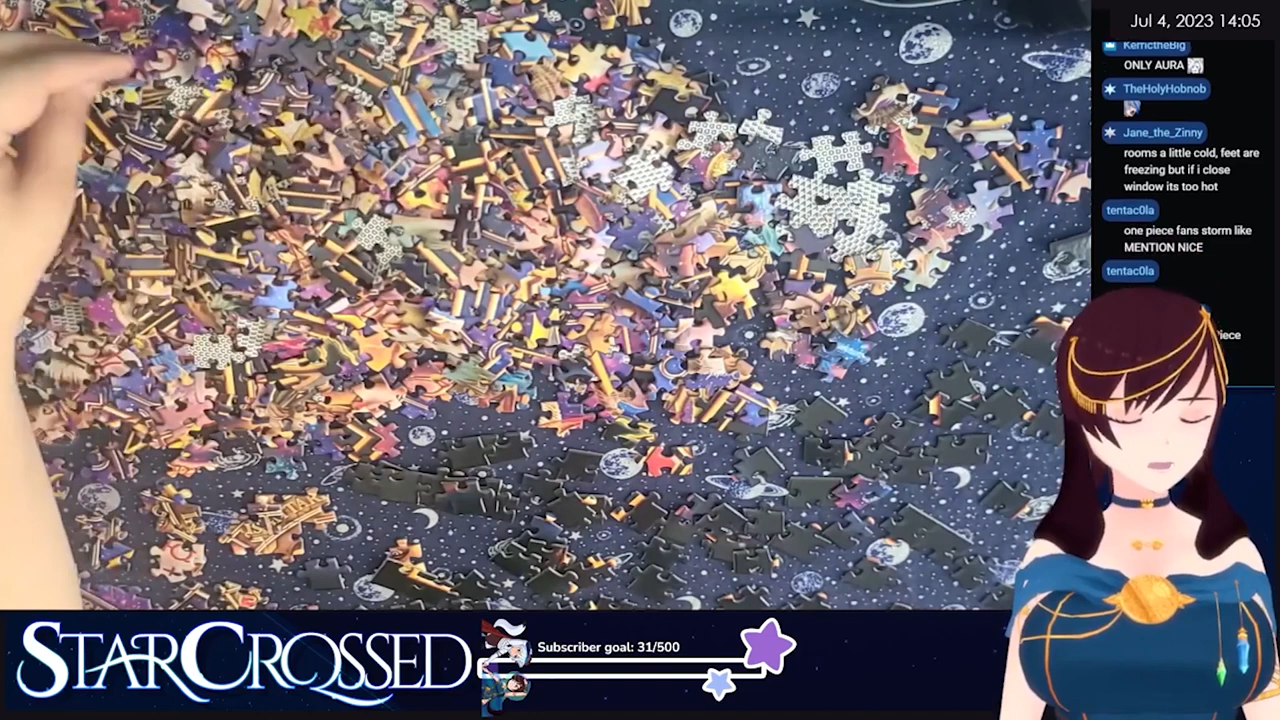 Jul 4, 2023 14:05
KerrictheBig
ONLY AURA
TheHolyHobnob
Jane_the_Zinny
rooms a little cold, feet are
freezing but if i close
window its too hot
tentac0la
one piece fans storm like
MENTION NICE
tentac0la
STARCROSSED
Subscriber goal: 31/500